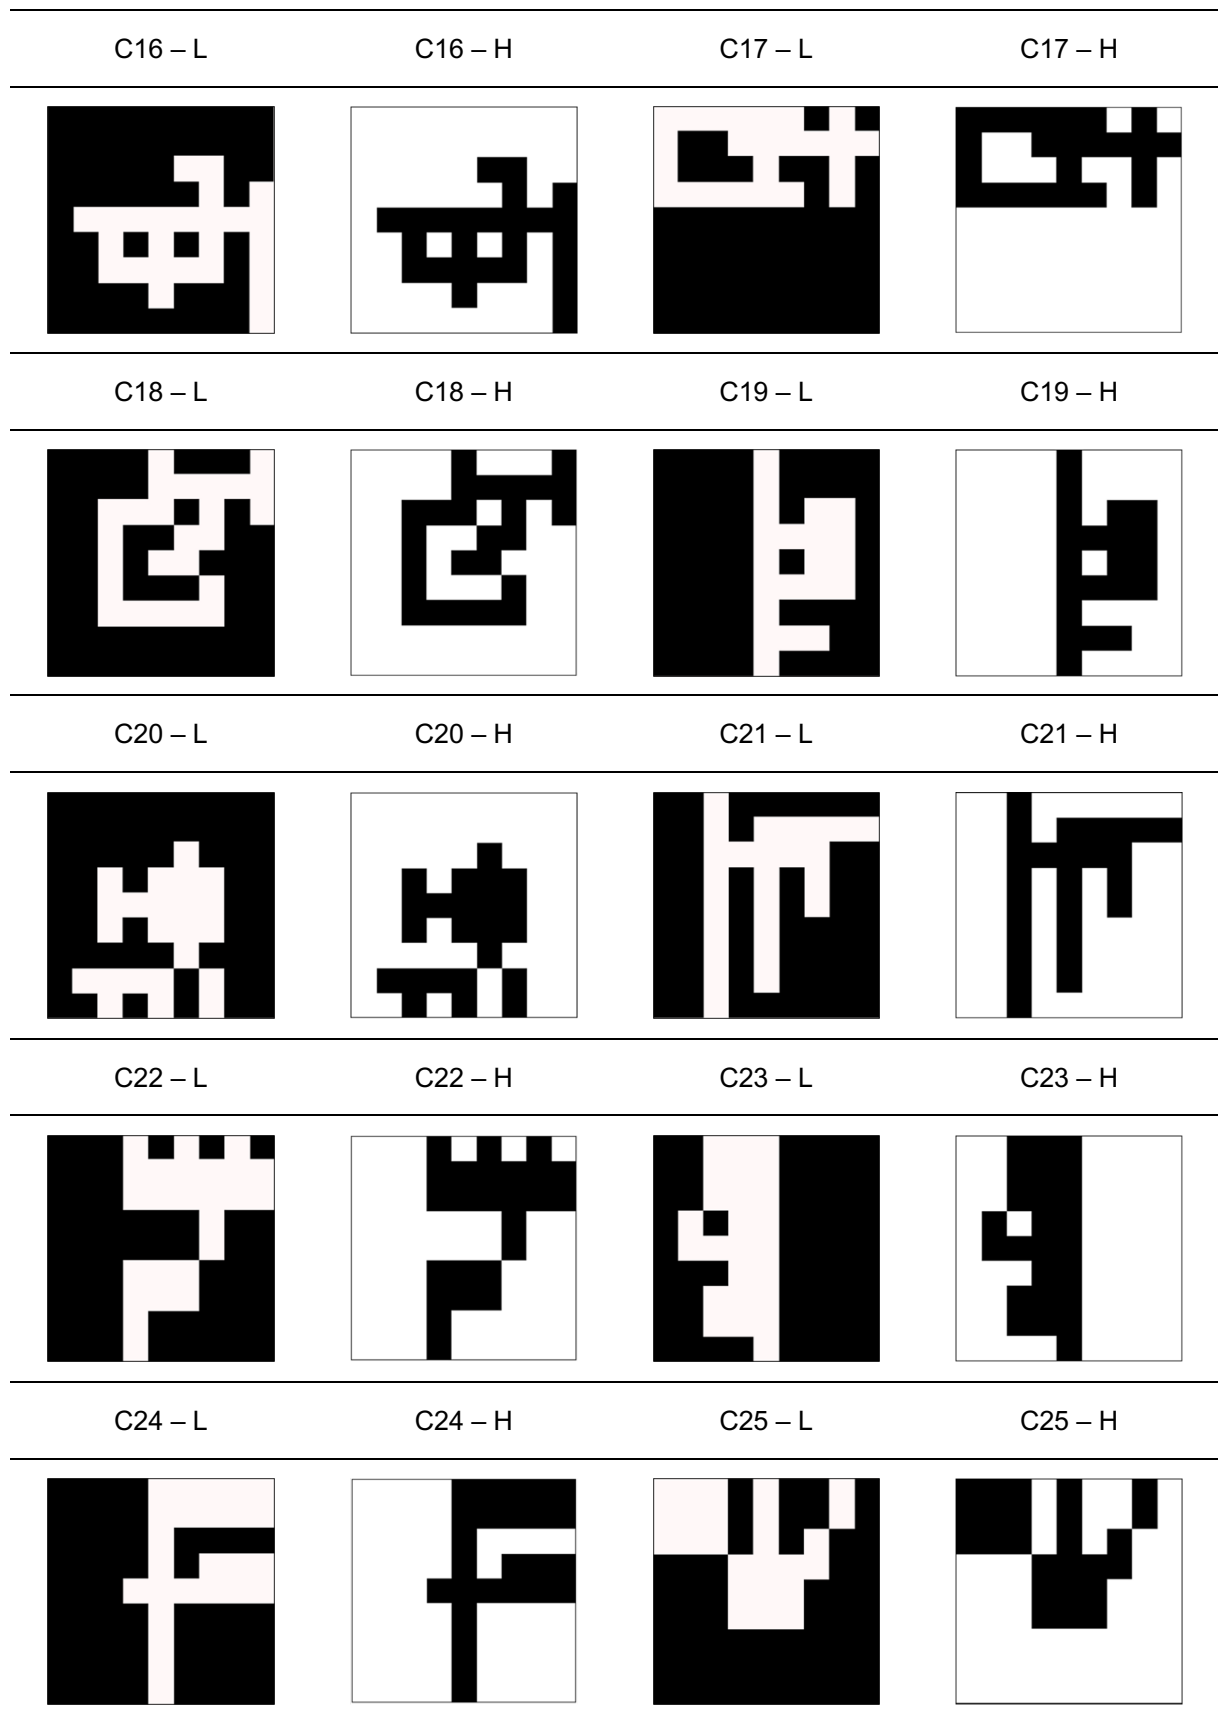 C16 – L C16 – H C17 – L C17 – H
C18 – L C18 – H C19 – L C19 – H
C20 – L C20 – H C21 – L C21 – H
C22 – L C22 – H C23 – L C23 – H
C24 – L C24 – H C25 – L C25 – H